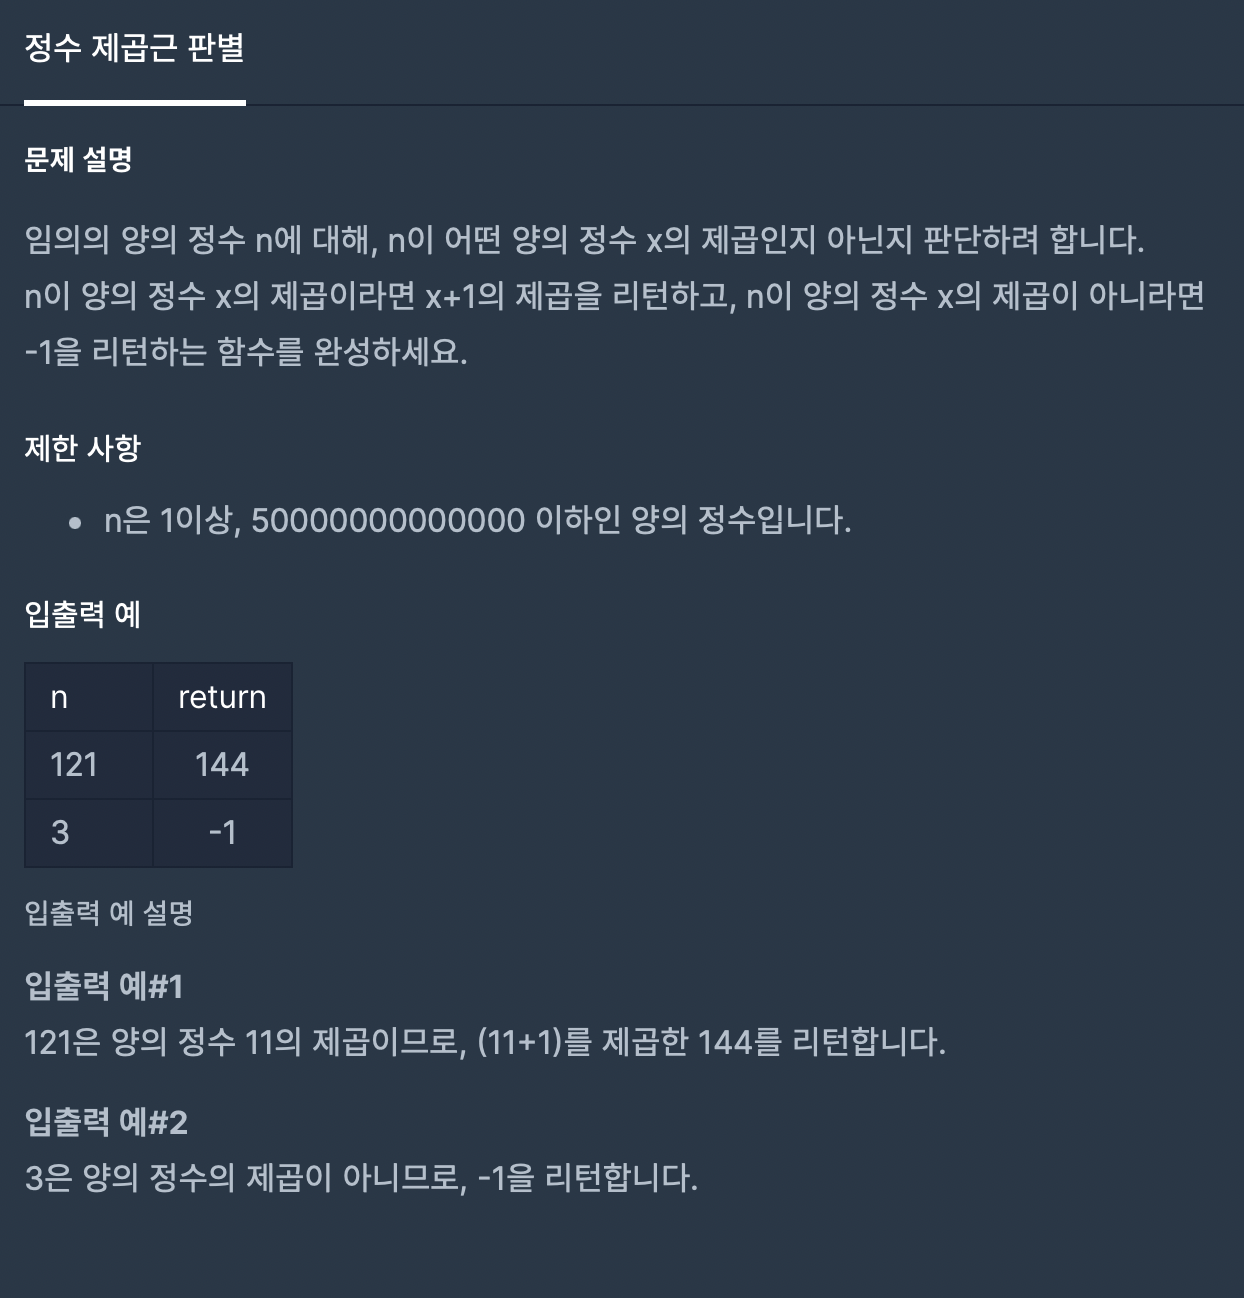 정수 제곱근 판별
문제 설명
임의의 양의 정수 n에 대해, n이 어떤 양의 정수 x의 제곱인지 아닌지 판단하려 합니다.
n이 양의 정수 x의 제곱이라면 x+1의 제곱을 리턴하고, n이 양의 정수 x의 제곱이 아니라면
-1을 리턴하는 함수를 완성하세요.
제한 사항
• n은 1이상, 50000000000000 이하인 양의 정수입니다.
입출력 예
n return
121 144
3 -1
입출력 예 설명
입출력 예#1
121은 양의 정수 11의 제곱이므로, (11+1)를 제곱한 144를 리턴합니다.
입출력 예#2
3은 양의 정수의 제곱이 아니므로, -1을 리턴합니다.